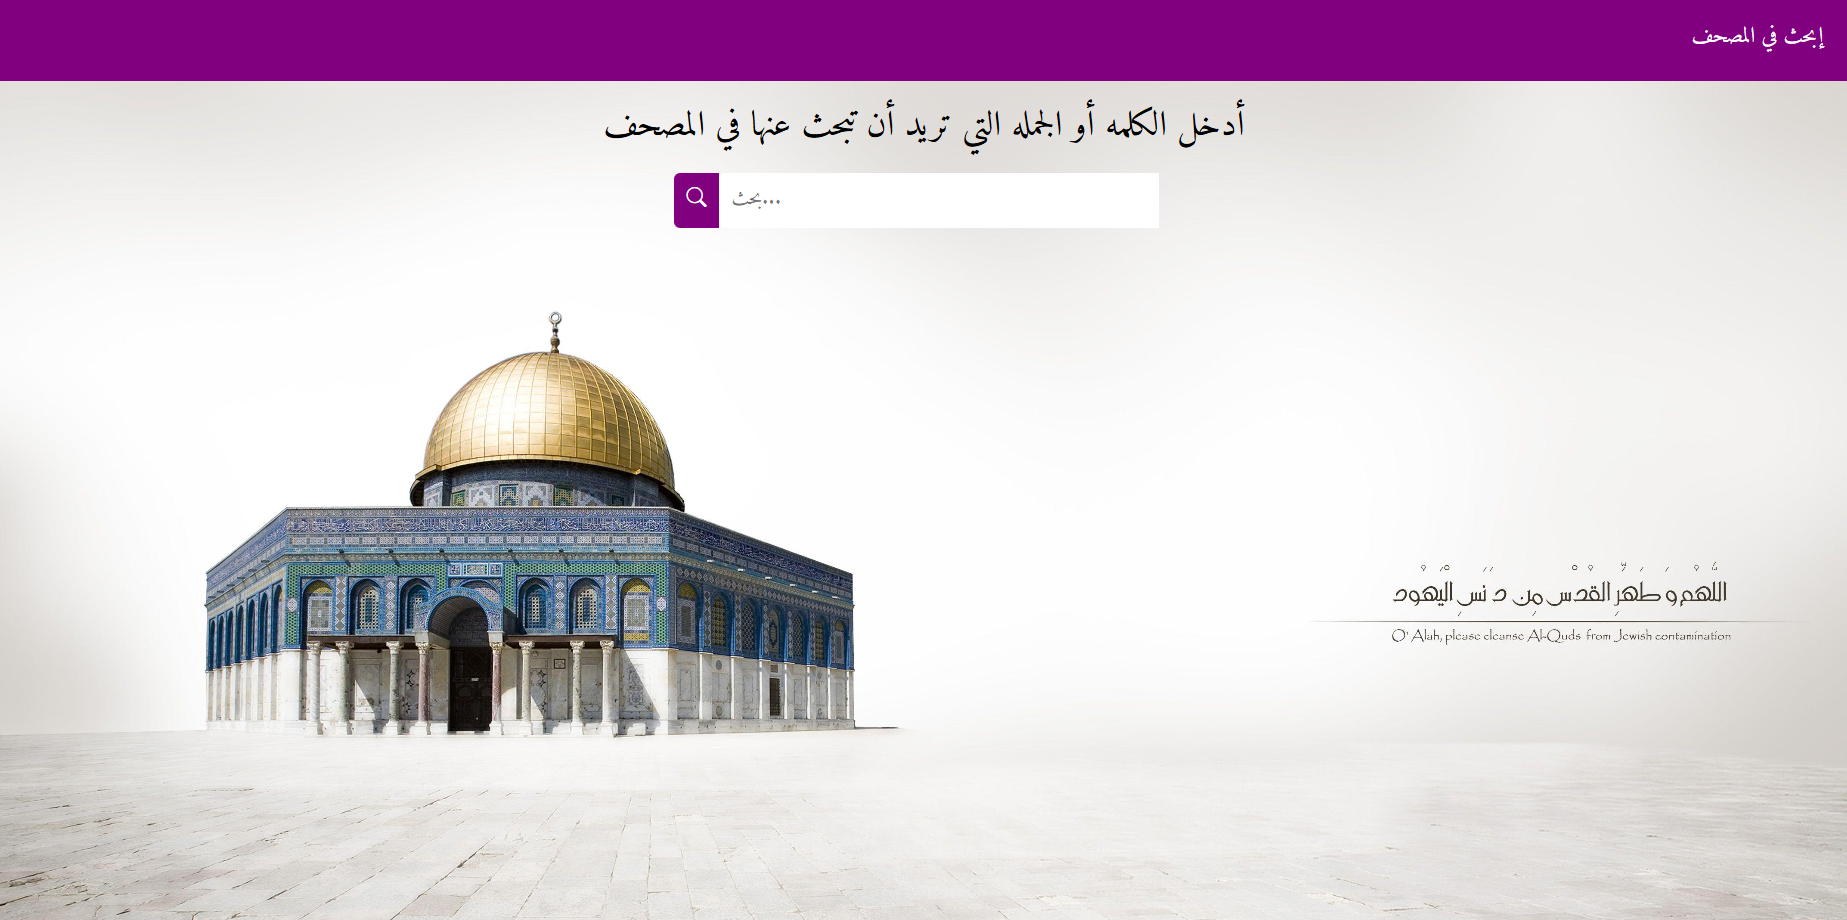 إبحث في المصحف
أدخل الكلمه أو الجمله التي تريد أن تبحث عنها في المصحف
بحث...
اللهم و طهر القدس من دنس اليهود
O' Alah, please cleanse Al-Quds from Jewish contamination